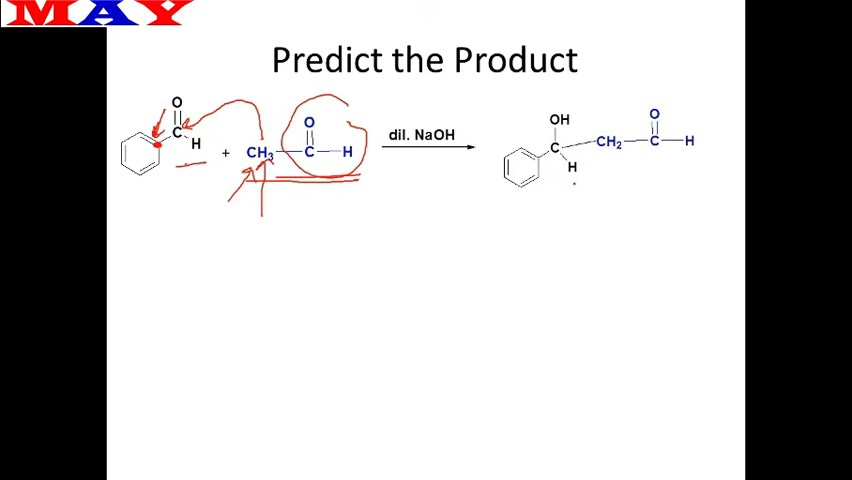 MAY
Predict the Product
O
C
H
+
CH3
O
C
H
dil. NaOH
OH
C
H
CH2
O
C
H